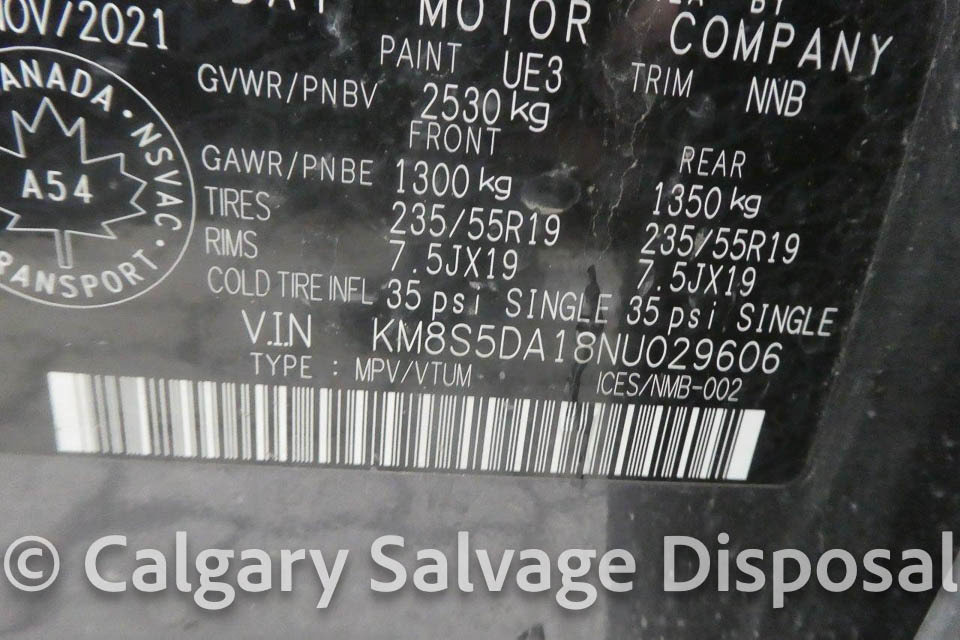 NOV/2021
MOTOR COMPANY
BY
PAINT UE3 TRIM NNB
GVWR/PNBV 2530 kg
FRONT REAR
GAWR/PNBE 1300 kg 1350 kg
TIRES 235/55R19 235/55R19
RIMS 7.5JX19 7.5JX19
COLD TIRE INFL 35 psi SINGLE 35 psi SINGLE
V.I.N KM8S5DA18NU029606
TYPE : MPV/VTUM ICES/NMB-002
CANADA · NSVAC ·
A54
TRANSPORT
© Calgary Salvage Disposal